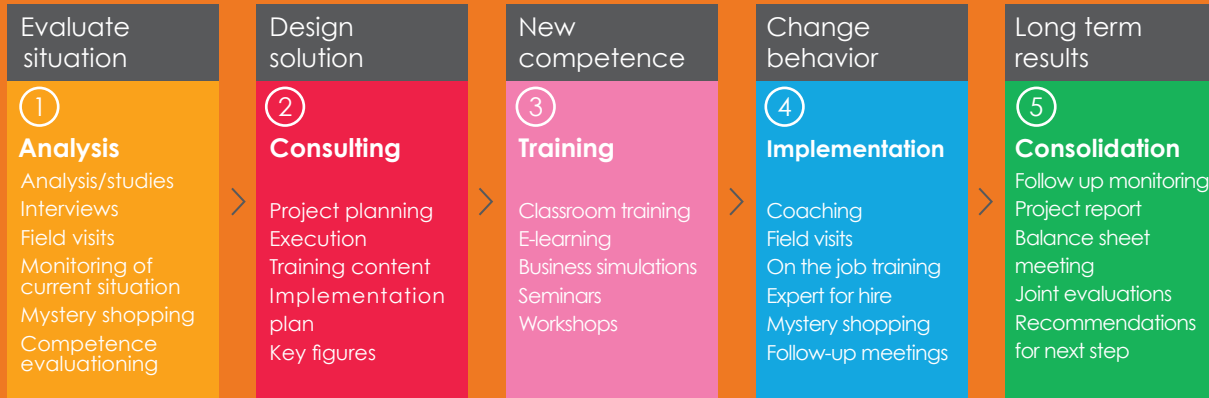 Evaluate
situation
1
Analysis
Analysis/studies
Interviews
Field visits
Monitoring of
current situation
Mystery shopping
Competence
evaluationing
Design
solution
2
Consulting
Project planning
Execution
Training content
Implementation
plan
Key figures
New
competence
3
Training
Classroom training
E-learning
Business simulations
Seminars
Workshops
Change
behavior
4
Implementation
Coaching
Field visits
On the job training
Expert for hire
Mystery shopping
Follow-up meetings
Long term
results
5
Consolidation
Follow up monitoring
Project report
Balance sheet
meeting
Joint evaluations
Recommendations
for next step